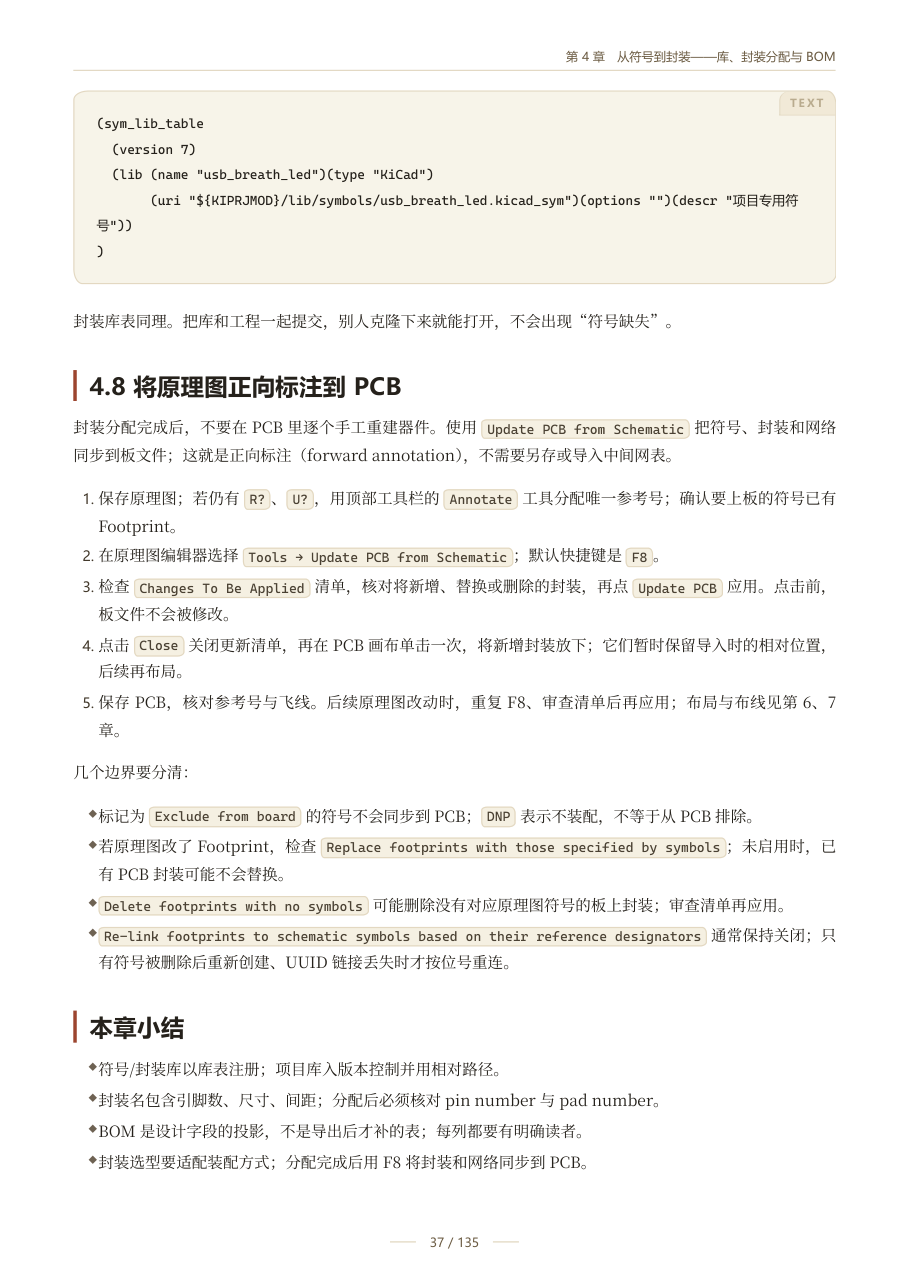 第 4 章　从符号到封装——库、封装分配与 BOM
TEXT
(sym_lib_table
  (version 7)
  (lib (name "usb_breath_led")(type "KiCad")
       (uri "${KIPRJMOD}/lib/symbols/usb_breath_led.kicad_sym")(options "")(descr "项目专用符
号"))
)
封装库表同理。把库和工程一起提交，别人克隆下来就能打开，不会出现“符号缺失”。
4.8 将原理图正向标注到 PCB
封装分配完成后，不要在 PCB 里逐个手工重建器件。使用 Update PCB from Schematic 把符号、封装和网络
同步到板文件；这就是正向标注（forward annotation），不需要另存或导入中间网表。
1. 保存原理图；若仍有 R?、U?，用顶部工具栏的 Annotate 工具分配唯一参考号；确认要上板的符号已有
Footprint。
2. 在原理图编辑器选择 Tools → Update PCB from Schematic；默认快捷键是 F8。
3. 检查 Changes To Be Applied 清单，核对将新增、替换或删除的封装，再点 Update PCB 应用。点击前，
板文件不会被修改。
4. 点击 Close 关闭更新清单，再在 PCB 画布单击一次，将新增封装放下；它们暂时保留导入时的相对位置，
后续再布局。
5. 保存 PCB，核对参考号与飞线。后续原理图改动时，重复 F8、审查清单后再应用；布局与布线见第 6、7
章。
几个边界要分清：
◆标记为 Exclude from board 的符号不会同步到 PCB；DNP 表示不装配，不等于从 PCB 排除。
◆若原理图改了 Footprint，检查 Replace footprints with those specified by symbols；未启用时，已
有 PCB 封装可能不会替换。
◆Delete footprints with no symbols 可能删除没有对应原理图符号的板上封装；审查清单再应用。
◆Re-link footprints to schematic symbols based on their reference designators 通常保持关闭；只
有符号被删除后重新创建、UUID 链接丢失时才按位号重连。
本章小结
◆符号/封装库以库表注册；项目库入版本控制并用相对路径。
◆封装名包含引脚数、尺寸、间距；分配后必须核对 pin number 与 pad number。
◆BOM 是设计字段的投影，不是导出后才补的表；每列都要有明确读者。
◆封装选型要适配装配方式；分配完成后用 F8 将封装和网络同步到 PCB。
37 / 135